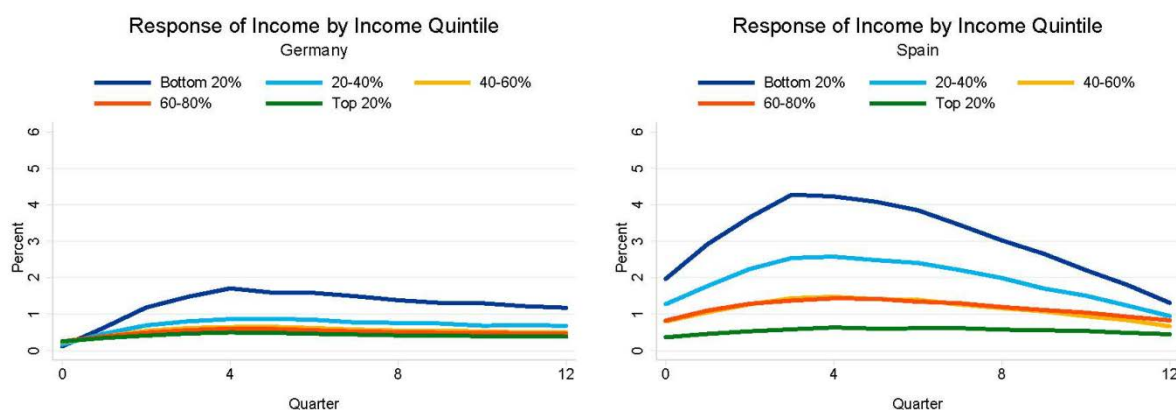 Response of Income by Income Quintile
Germany
Bottom 20% 20-40% 40-60%
60-80% Top 20%
6
5
4
3
2
1
0
Percent
0 4 8 12
Quarter
Response of Income by Income Quintile
Spain
Bottom 20% 20-40% 40-60%
60-80% Top 20%
6
5
4
3
2
1
0
Percent
0 4 8 12
Quarter